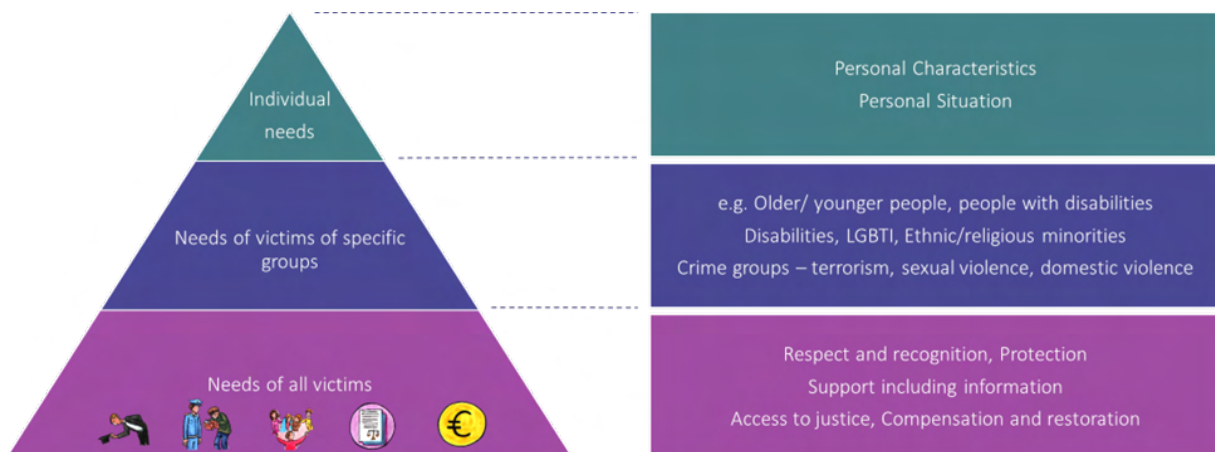 Individual
needs
Personal Characteristics
Personal Situation
Needs of victims of specific
groups
e.g. Older/ younger people, people with disabilities
Disabilities, LGBTI, Ethnic/religious minorities
Crime groups – terrorism, sexual violence, domestic violence
Needs of all victims
€
Respect and recognition, Protection
Support including information
Access to justice, Compensation and restoration